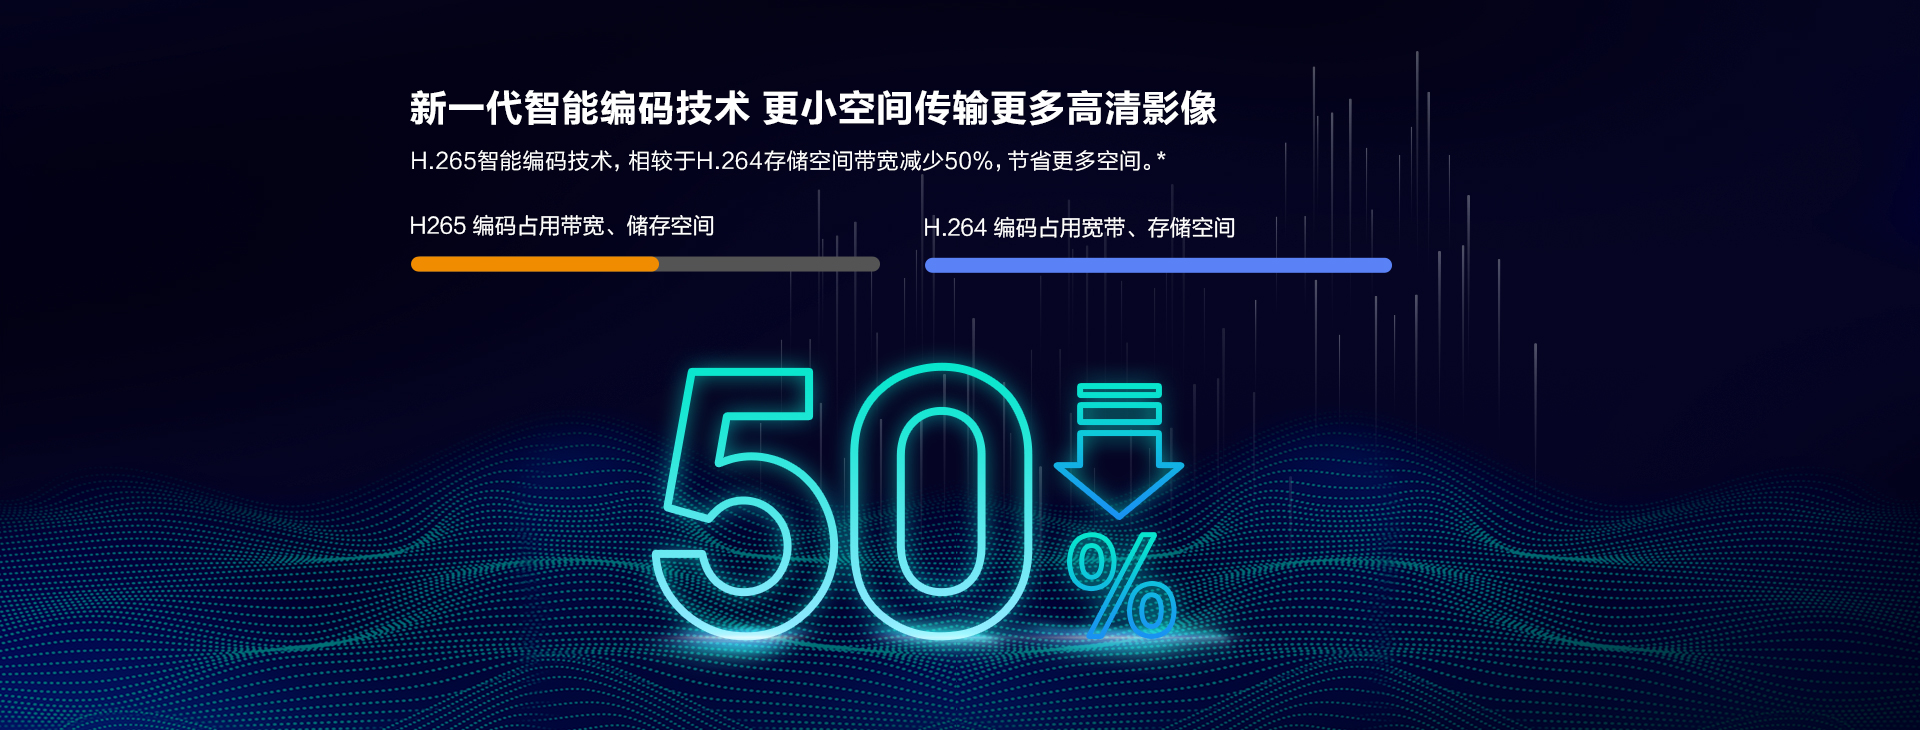 新一代智能编码技术 更小空间传输更多高清影像
H.265智能编码技术，相较于H.264存储空间带宽减少50%，节省更多空间。*
H265 编码占用带宽、储存空间
H.264 编码占用宽带、存储空间
50%